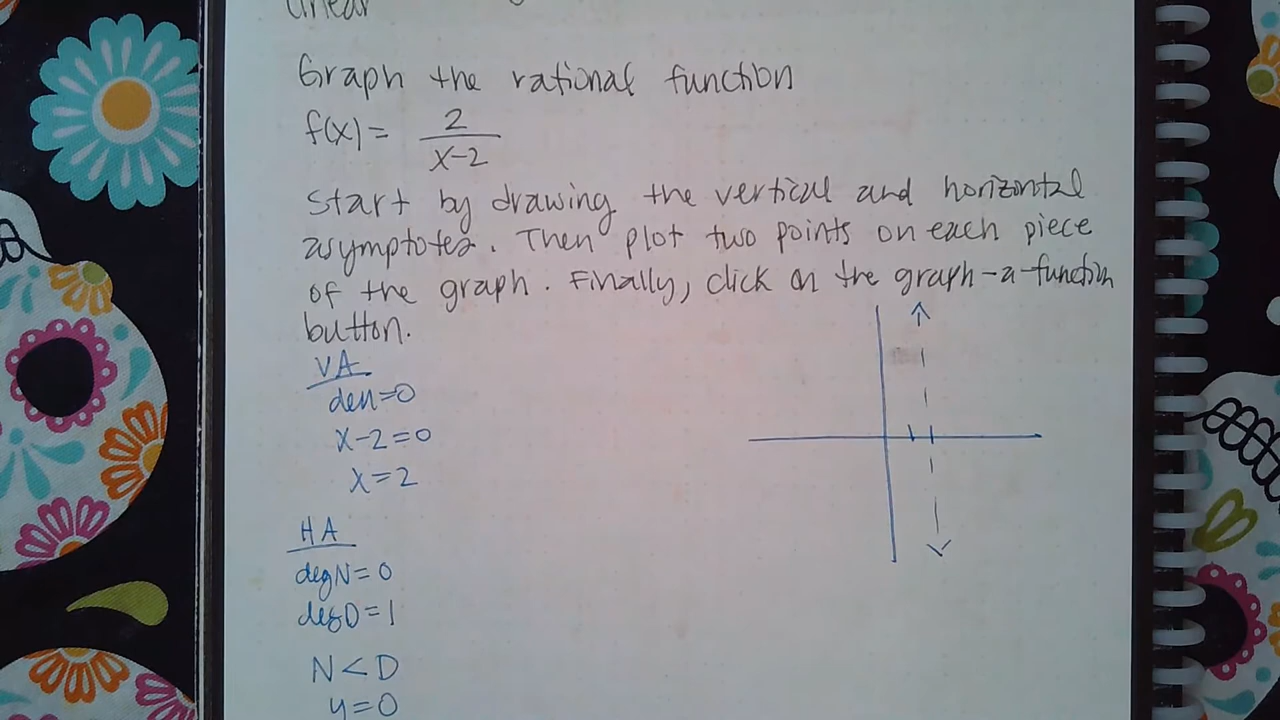 linear
Graph the rational function
f(x) = 2/(x-2)
Start by drawing the vertical and horizontal
asymptotes. Then plot two points on each piece
of the graph. Finally, click on the graph-a-function
button.
VA
den=0
x-2=0
x=2
HA
degN=0
degD=1
N<D
y=0